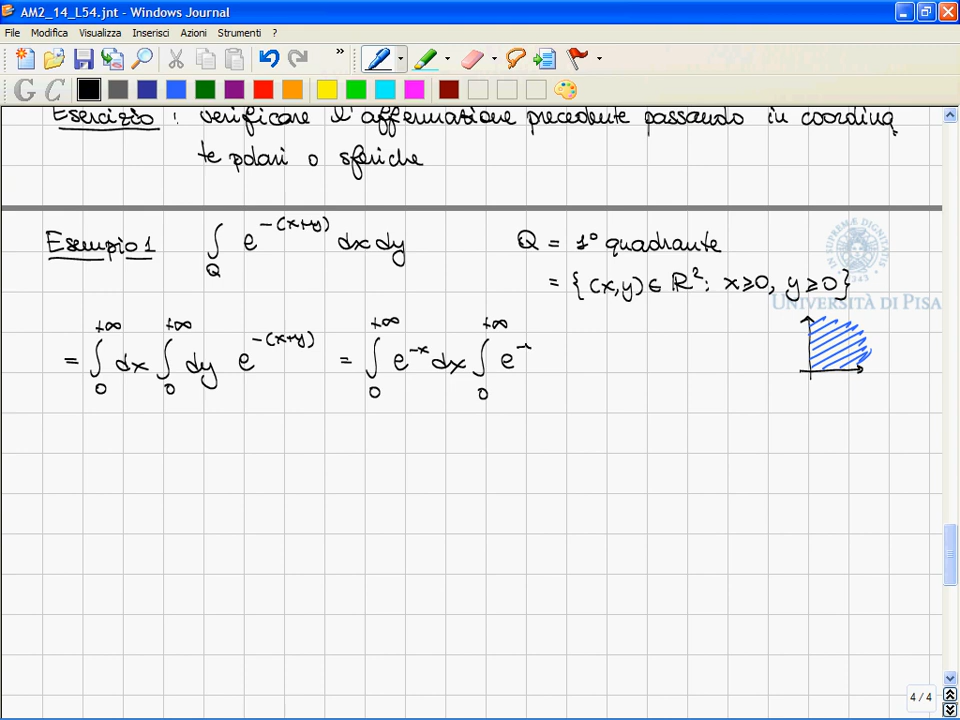 AM2_14_L54.jnt - Windows Journal
File Modifica Visualizza Inserisci Azioni Strumenti ?
G C
Esercizio : verificare l'affermazione precedente passando in coordina
te polari o sferiche
Esempio 1 ∫_Q e^{-(x+y)} dx dy Q = 1° quadrante
= {(x,y) ∈ ℝ²: x≥0, y≥0}
UNIVERSITÀ DI PISA
= ∫_0^{+∞} dx ∫_0^{+∞} dy e^{-(x+y)} = ∫_0^{+∞} e^{-x} dx ∫_0^{+∞} e^-
4 / 4